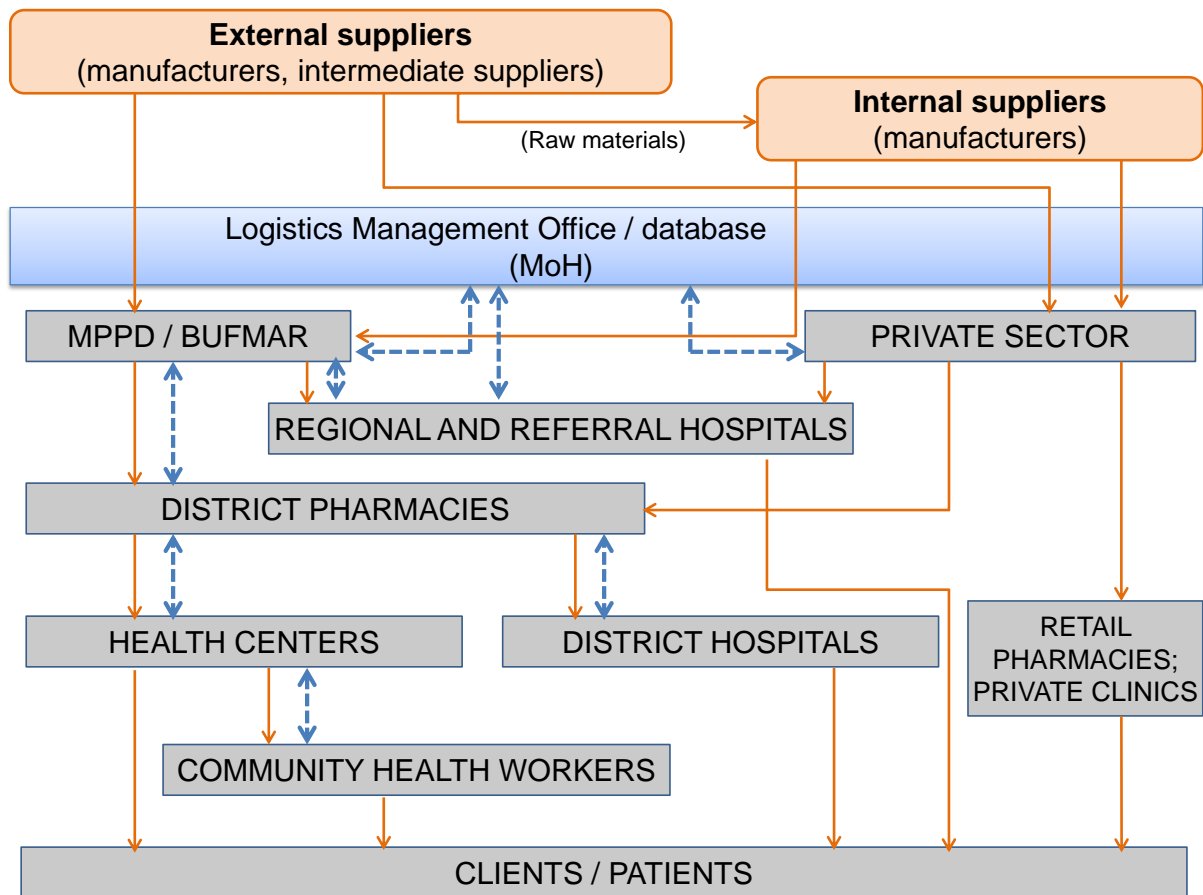 External suppliers
(manufacturers, intermediate suppliers)
Internal suppliers
(manufacturers)
(Raw materials)
Logistics Management Office / database
(MoH)
MPPD / BUFMAR
PRIVATE SECTOR
REGIONAL AND REFERRAL HOSPITALS
DISTRICT PHARMACIES
HEALTH CENTERS
DISTRICT HOSPITALS
RETAIL
PHARMACIES;
PRIVATE CLINICS
COMMUNITY HEALTH WORKERS
CLIENTS / PATIENTS